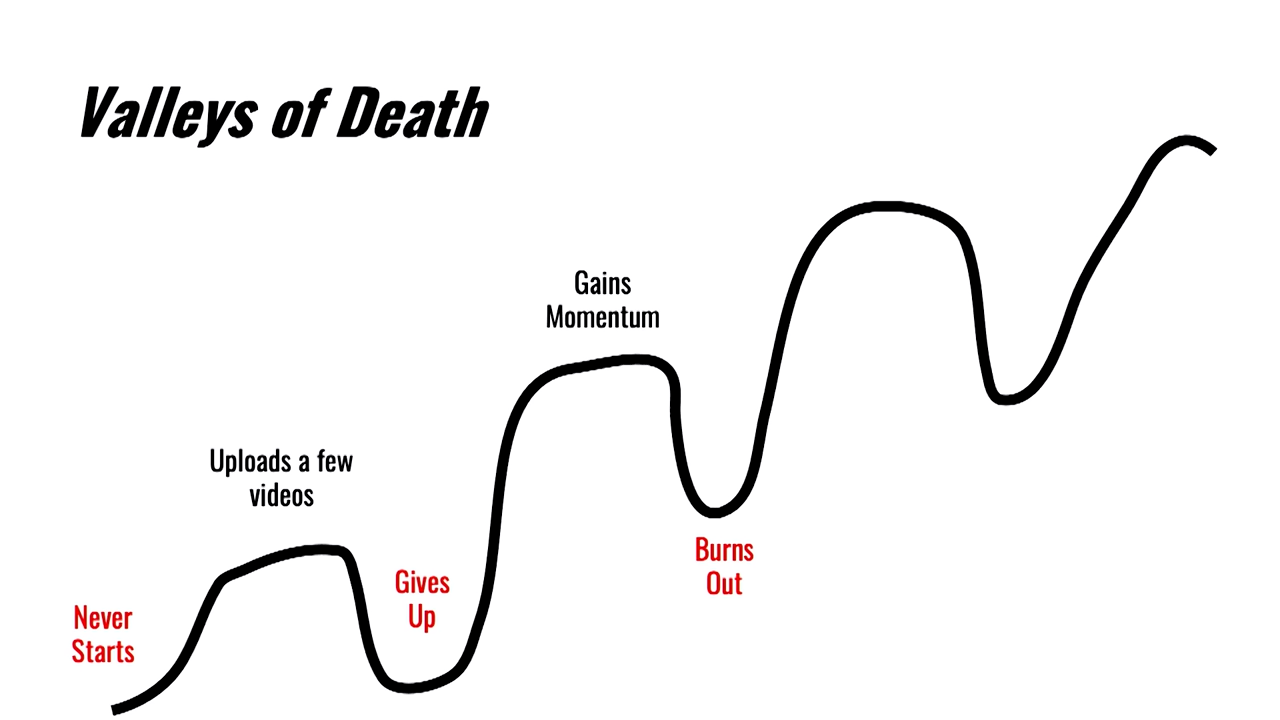 Valleys of Death
Gains
Momentum
Uploads a few
videos
Burns
Out
Gives
Up
Never
Starts